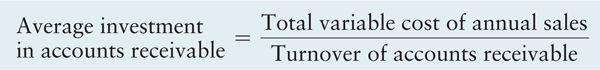 Average investment
in accounts receivable = Total variable cost of annual sales
Turnover of accounts receivable